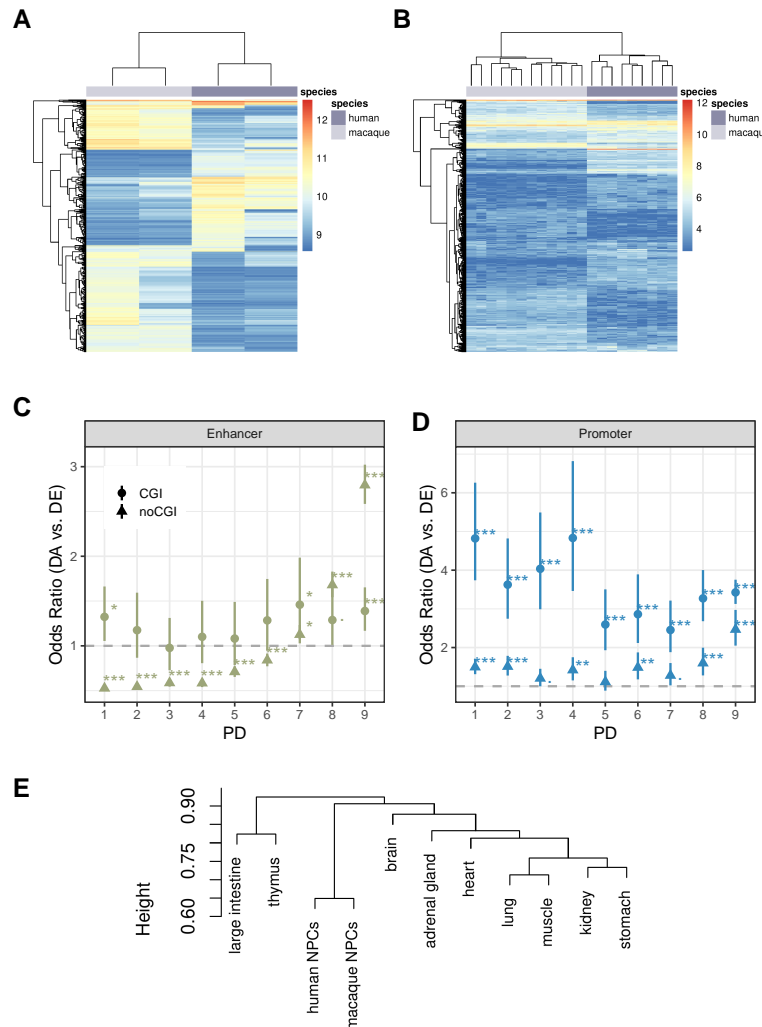 A
species
species
human
macaque
12
11
10
9
B
species
species
human
macaqu
12
10
8
6
4
C
Enhancer
Odds Ratio (DA vs. DE)
3
2
1
CGI
noCGI
*
***
***
***
***
***
***
*
*
***
.
***
***
1 2 3 4 5 6 7 8 9
PD
D
Promoter
Odds Ratio (DA vs. DE)
6
4
2
***
***
***
***
***
***
***
***
***
***
***
.
**
**
.
***
***
1 2 3 4 5 6 7 8 9
PD
E
Height
0.90
0.75
0.60
large intestine
thymus
human NPCs
macaque NPCs
brain
adrenal gland
heart
lung
muscle
kidney
stomach